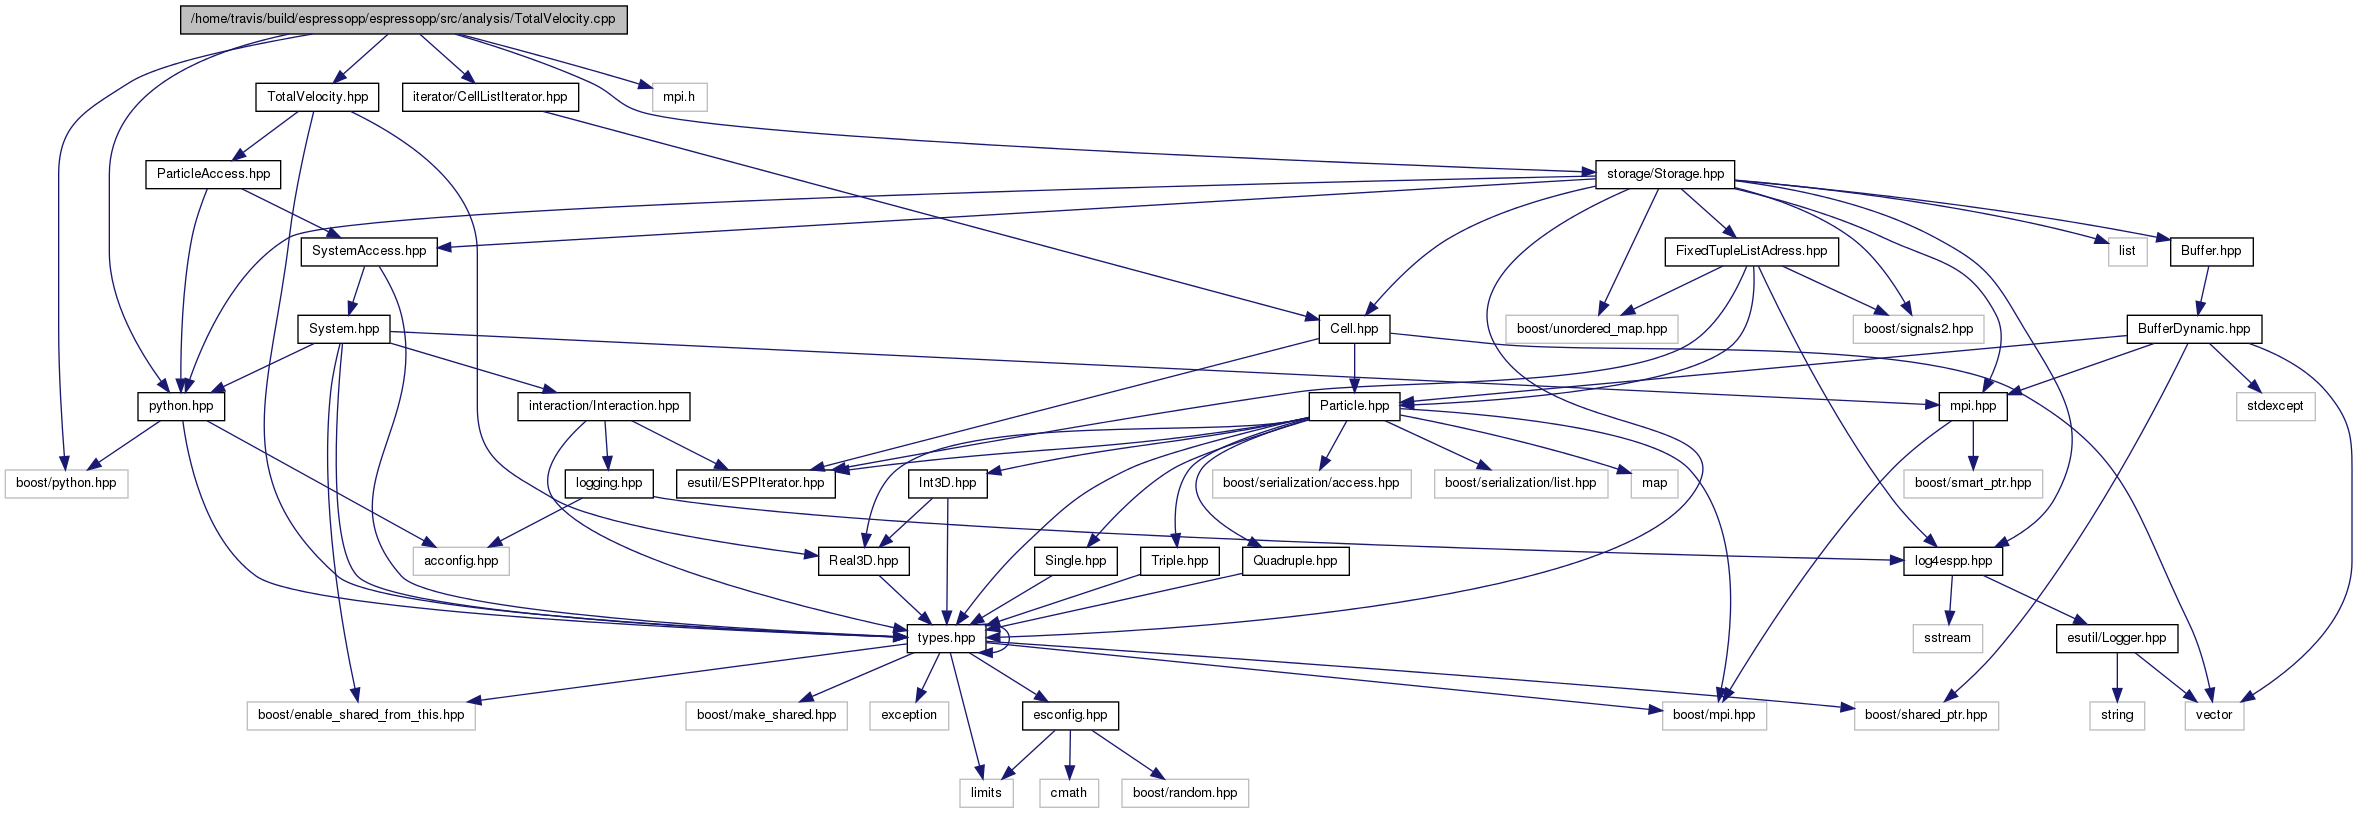 /home/travis/build/espressopp/espressopp/src/analysis/TotalVelocity.cpp
TotalVelocity.hpp
iterator/CellListIterator.hpp
mpi.h
ParticleAccess.hpp
storage/Storage.hpp
SystemAccess.hpp
FixedTupleListAdress.hpp
list
Buffer.hpp
System.hpp
Cell.hpp
boost/unordered_map.hpp
boost/signals2.hpp
BufferDynamic.hpp
python.hpp
interaction/Interaction.hpp
Particle.hpp
mpi.hpp
stdexcept
boost/python.hpp
logging.hpp
esutil/ESPPIterator.hpp
Int3D.hpp
boost/serialization/access.hpp
boost/serialization/list.hpp
map
boost/smart_ptr.hpp
acconfig.hpp
Real3D.hpp
Single.hpp
Triple.hpp
Quadruple.hpp
log4espp.hpp
types.hpp
sstream
esutil/Logger.hpp
boost/enable_shared_from_this.hpp
boost/make_shared.hpp
exception
esconfig.hpp
boost/mpi.hpp
boost/shared_ptr.hpp
string
vector
limits
cmath
boost/random.hpp